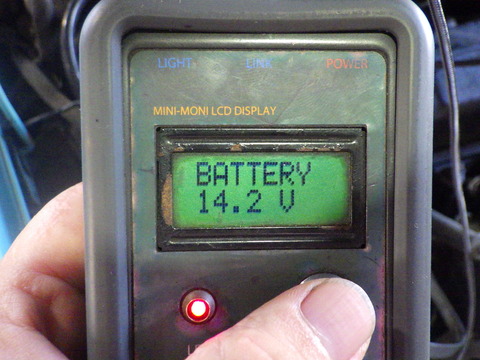 LIGHT LINK POWER
MINI-MONI LCD DISPLAY
BATTERY
14.2 V